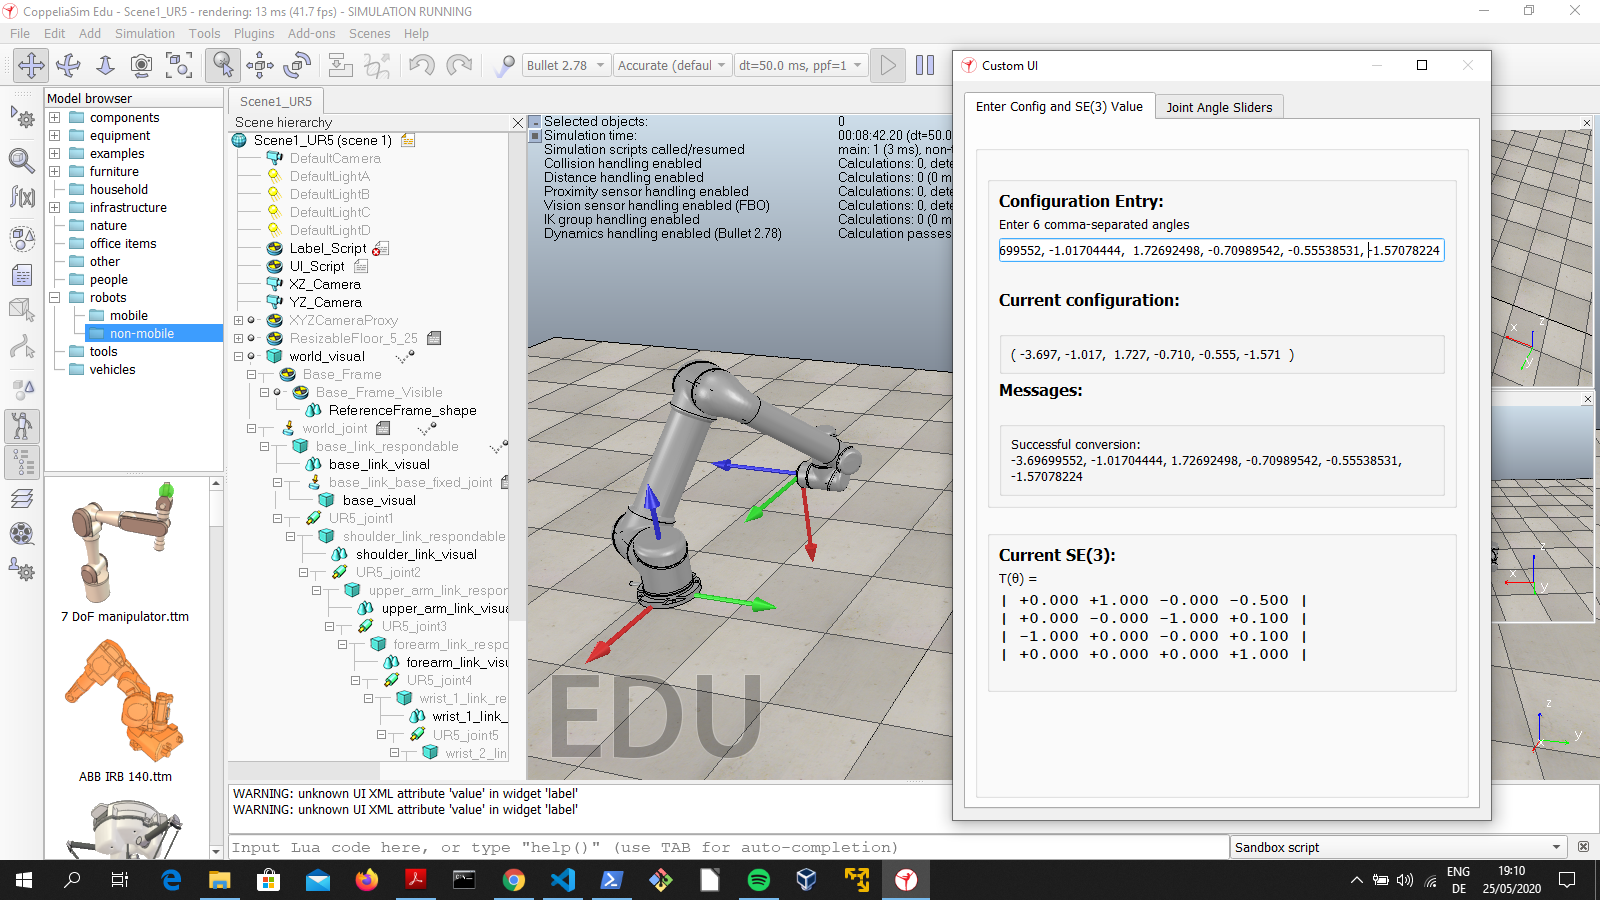 CoppeliaSim Edu - Scene1_UR5 - rendering: 13 ms (41.7 fps) - SIMULATION RUNNING
File Edit Add Simulation Tools Plugins Add-ons Scenes Help
Bullet 2.78 Accurate (defaul dt=50.0 ms, ppf=1
Model browser
components
equipment
examples
furniture
household
infrastructure
nature
office items
other
people
robots
mobile
non-mobile
tools
vehicles
7 DoF manipulator.ttm
ABB IRB 140.ttm
Scene1_UR5
Scene hierarchy
Scene1_UR5 (scene 1)
DefaultCamera
DefaultLightA
DefaultLightB
DefaultLightC
DefaultLightD
Label_Script
UI_Script
XZ_Camera
YZ_Camera
XYZCameraProxy
ResizableFloor_5_25
world_visual
Base_Frame
Base_Frame_Visible
ReferenceFrame_shape
world_joint
base_link_respondable
base_link_visual
base_link_base_fixed_joint
base_visual
UR5_joint1
shoulder_link_respondable
shoulder_link_visual
UR5_joint2
upper_arm_link_respon
upper_arm_link_visua
UR5_joint3
forearm_link_respo
forearm_link_visu
UR5_joint4
wrist_1_link_re
wrist_1_link_
UR5_joint5
wrist_2_lin
Selected objects: 0
Simulation time: 00:08:42.20 (dt=50.0
Simulation scripts called/resumed main: 1 (3 ms), non-
Collision handling enabled Calculations: 0, dete
Distance handling enabled Calculations: 0 (0 m
Proximity sensor handling enabled Calculations: 0, dete
Vision sensor handling enabled (FBO) Calculations: 0, dete
IK group handling enabled Calculations: 0 (0 m
Dynamics handling enabled (Bullet 2.78) Calculation passes
EDU
Custom UI
Enter Config and SE(3) Value Joint Angle Sliders
Configuration Entry:
Enter 6 comma-separated angles
699552, -1.01704444, 1.72692498, -0.70989542, -0.55538531, -1.57078224
Current configuration:
( -3.697, -1.017, 1.727, -0.710, -0.555, -1.571 )
Messages:
Successful conversion:
-3.69699552, -1.01704444, 1.72692498, -0.70989542, -0.55538531,
-1.57078224
Current SE(3):
T(θ) =
| +0.000 +1.000 -0.000 -0.500 |
| +0.000 -0.000 -1.000 +0.100 |
| -1.000 +0.000 -0.000 +0.100 |
| +0.000 +0.000 +0.000 +1.000 |
x z
y
x z
y
z
x y
WARNING: unknown UI XML attribute 'value' in widget 'label'
WARNING: unknown UI XML attribute 'value' in widget 'label'
Input Lua code here, or type "help()" (use TAB for auto-completion)
Sandbox script
ENG
DE
19:10
25/05/2020